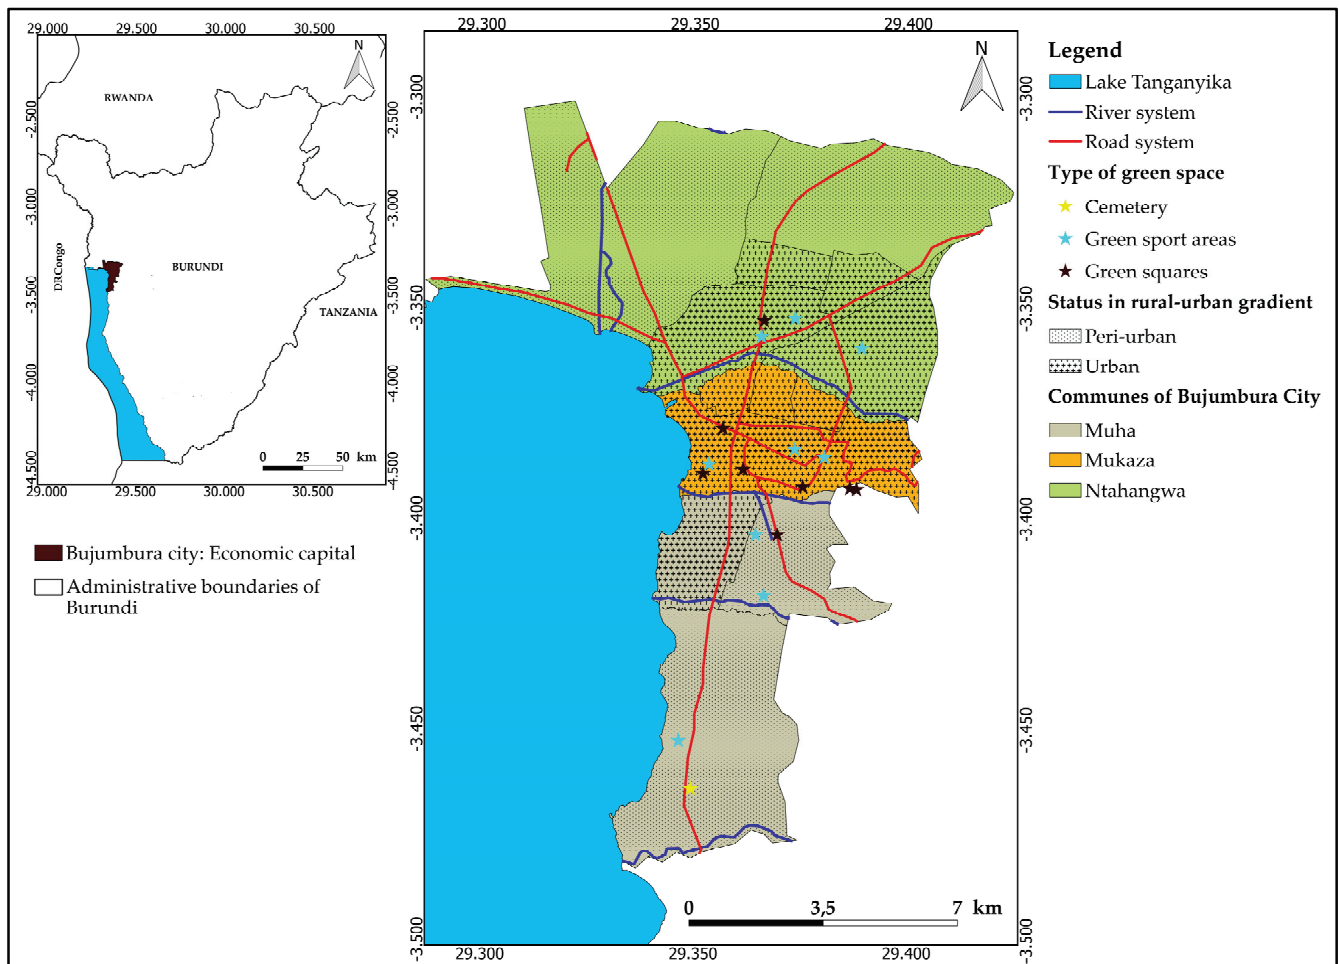 29.000 29.500 30.000 30.500
N
RWANDA
-2.500 -2.500
-3.000 -3.000
DRCongo
BURUNDI
-3.500 -3.500
TANZANIA
-4.000 -4.000
0 25 50 km
-4.500 -4.500
29.000 29.500 30.000 30.500
Bujumbura city: Economic capital
Administrative boundaries of
Burundi
29.300 29.350 29.400
N
-3.300 -3.300
-3.350 -3.350
-3.400 -3.400
-3.450 -3.450
0 3,5 7 km
-3.500 -3.500
29.300 29.350 29.400
Legend
Lake Tanganyika
River system
Road system
Type of green space
Cemetery
Green sport areas
Green squares
Status in rural-urban gradient
Peri-urban
Urban
Communes of Bujumbura City
Muha
Mukaza
Ntahangwa